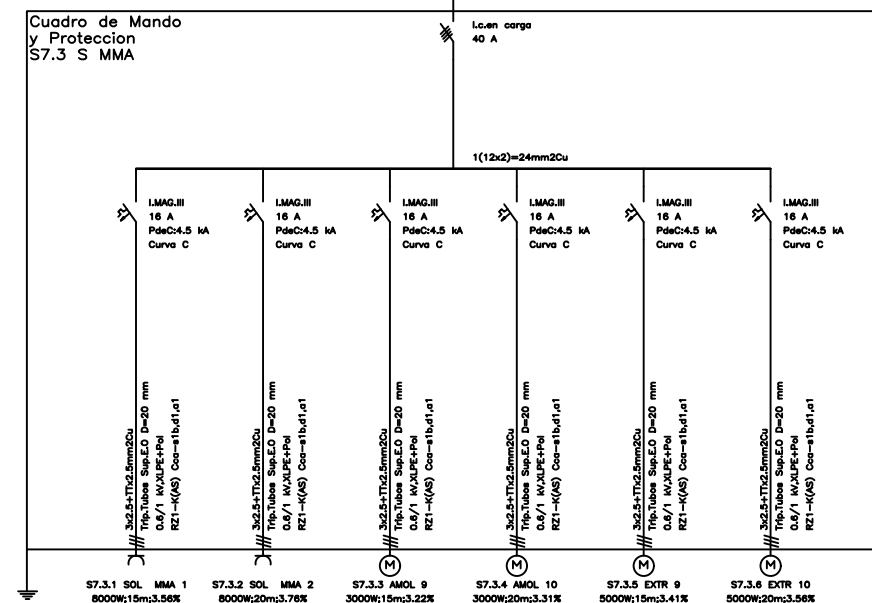 Cuadro de Mando
y Proteccion
S7.3 S MMA
I.c.en carga
40 A
1(12x2)=24mm2Cu
I.MAG.III
16 A
PdeC:4.5 kA
Curva C
I.MAG.III
16 A
PdeC:4.5 kA
Curva C
I.MAG.III
16 A
PdeC:4.5 kA
Curva C
I.MAG.III
16 A
PdeC:4.5 kA
Curva C
I.MAG.III
16 A
PdeC:4.5 kA
Curva C
I.MAG.III
16 A
PdeC:4.5 kA
Curva C
3x2.5+TTx2.5mm2Cu
Trip.Tubos Sup.E.O D=20 mm
0.6/1 kV,XLPE+Pol
RZ1-K(AS) Cca-s1b,d1,a1
3x2.5+TTx2.5mm2Cu
Trip.Tubos Sup.E.O D=20 mm
0.6/1 kV,XLPE+Pol
RZ1-K(AS) Cca-s1b,d1,a1
3x2.5+TTx2.5mm2Cu
Trip.Tubos Sup.E.O D=20 mm
0.6/1 kV,XLPE+Pol
RZ1-K(AS) Cca-s1b,d1,a1
3x2.5+TTx2.5mm2Cu
Trip.Tubos Sup.E.O D=20 mm
0.6/1 kV,XLPE+Pol
RZ1-K(AS) Cca-s1b,d1,a1
3x2.5+TTx2.5mm2Cu
Trip.Tubos Sup.E.O D=20 mm
0.6/1 kV,XLPE+Pol
RZ1-K(AS) Cca-s1b,d1,a1
3x2.5+TTx2.5mm2Cu
Trip.Tubos Sup.E.O D=20 mm
0.6/1 kV,XLPE+Pol
RZ1-K(AS) Cca-s1b,d1,a1
M
M
M
M
S7.3.1 SOL MMA 1
8000W;15m;3.56%
S7.3.2 SOL MMA 2
8000W;20m;3.76%
S7.3.3 AMOL 9
3000W;15m;3.22%
S7.3.4 AMOL 10
3000W;20m;3.31%
S7.3.5 EXTR 9
5000W;15m;3.41%
S7.3.6 EXTR 10
5000W;20m;3.56%